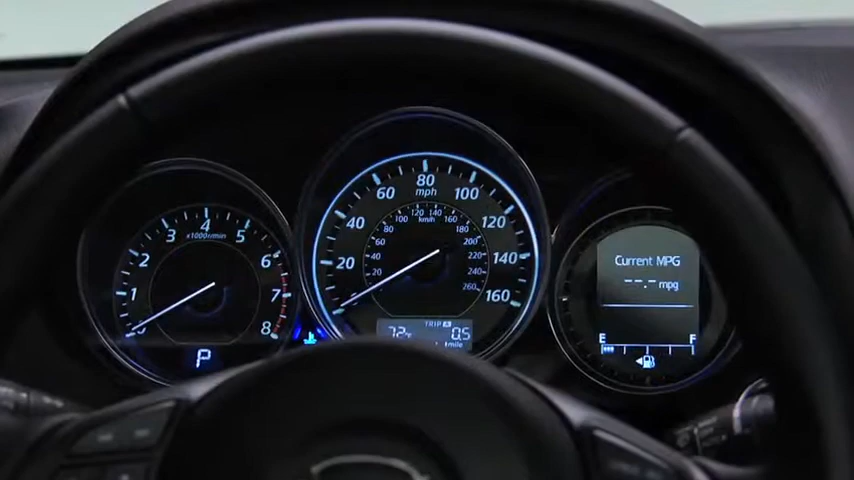 0
1
2
3
4
5
6
7
8
x1000r/min
P
20
40
60
80
100
120
140
160
mph
20
40
60
80
100
120
140
160
180
200
220
240
260
km/h
TRIP A
72°F
0.5
mile
Current MPG
--.- mpg
E
F